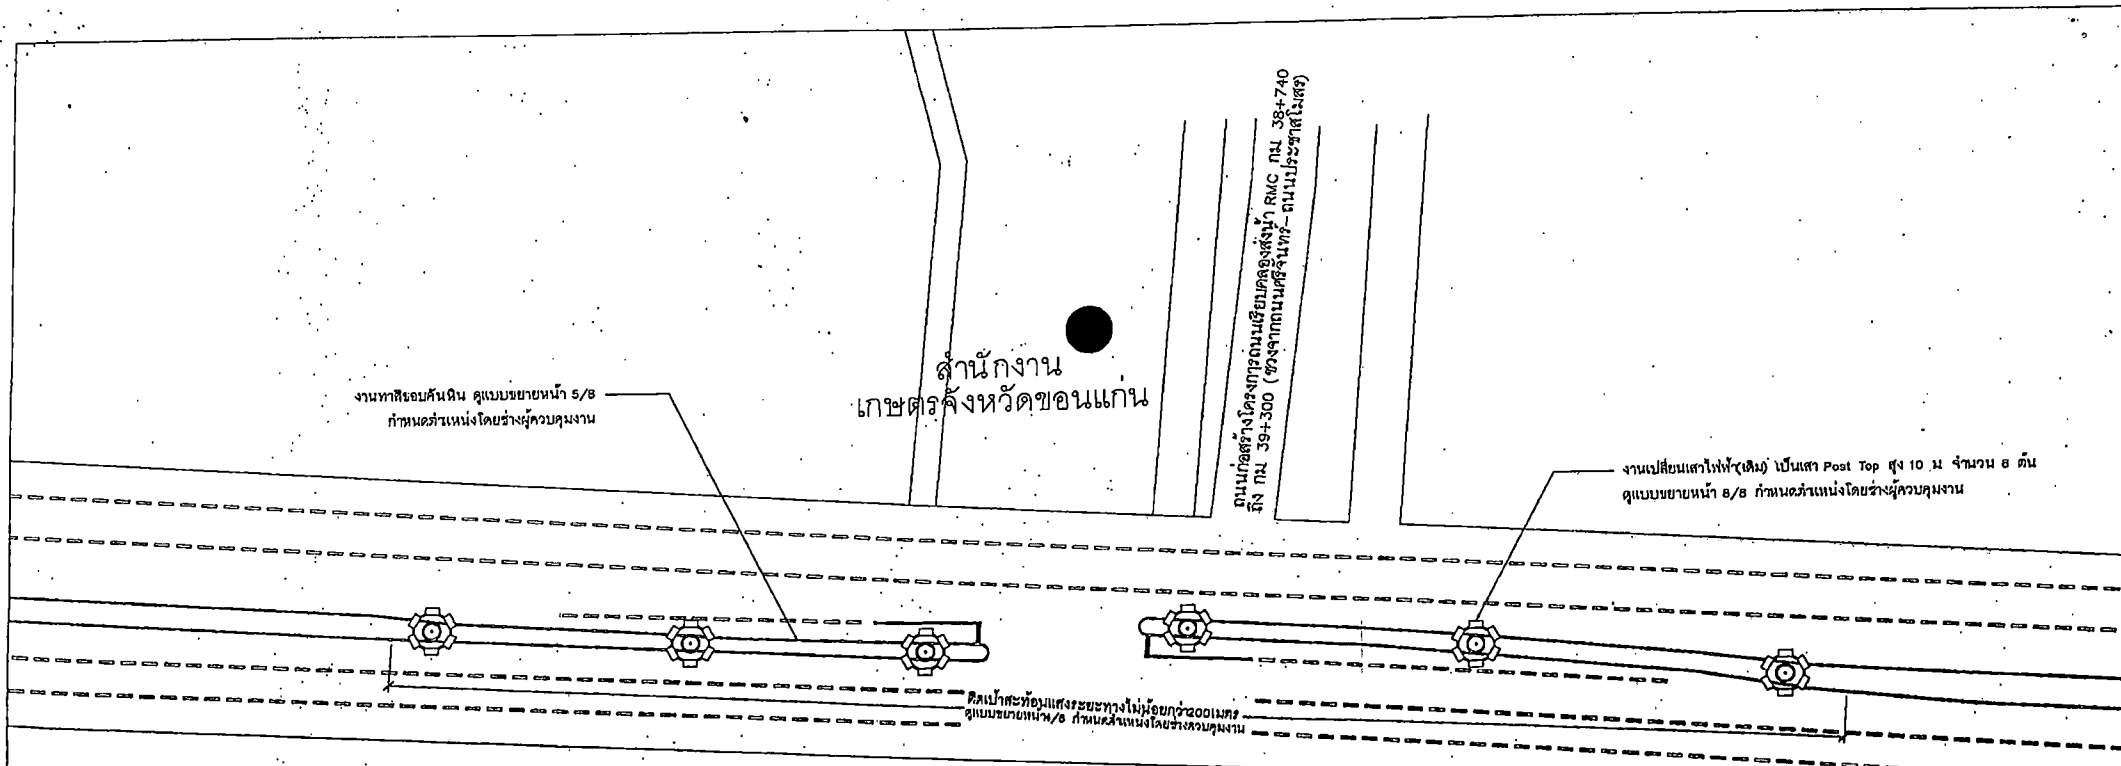 ถนนก่อสร้างโครงการถนนเรียบคลองส่งน้ำ RMC กม. 38+740
ถึง กม. 39+300 (ช่วงจากถนนศรีจันทร์-ถนนประชาสโมสร)
สำนักงาน
เกษตรจังหวัดขอนแก่น
งานทาสีขอบคันหิน ดูแบบขยายหน้า 5/8
กำหนดตำแหน่งโดยช่างผู้ควบคุมงาน
งานเปลี่ยนเสาไฟฟ้า(เดิม) เป็นเสา Post Top สูง 10 ม. จำนวน 6 ต้น
ดูแบบขยายหน้า 8/8 กำหนดตำแหน่งโดยช่างผู้ควบคุมงาน
ติดเป้าสะท้อนแสงระยะทางไม่น้อยกว่า200เมตร
ดูแบบขยายหน้า /8 กำหนดตำแหน่งโดยช่างควบคุมงาน